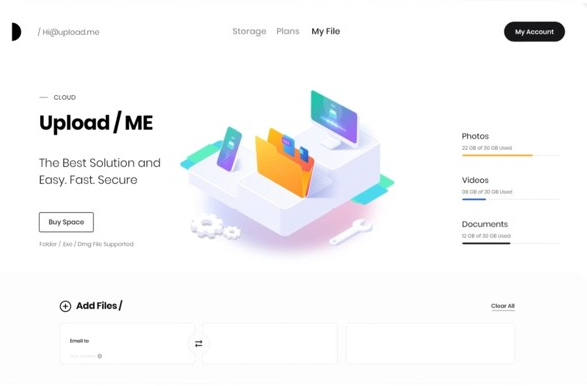 / Hi@upload.me
Storage Plans My File
My Account
CLOUD
Upload / ME
The Best Solution and
Easy. Fast. Secure
Buy Space
Folder / Exe / Dmg File Supported
Photos
22 GB of 30 GB Used
Videos
08 GB of 30 GB Used
Documents
12 GB of 30 GB Used
Add Files /
Clear All
Email to